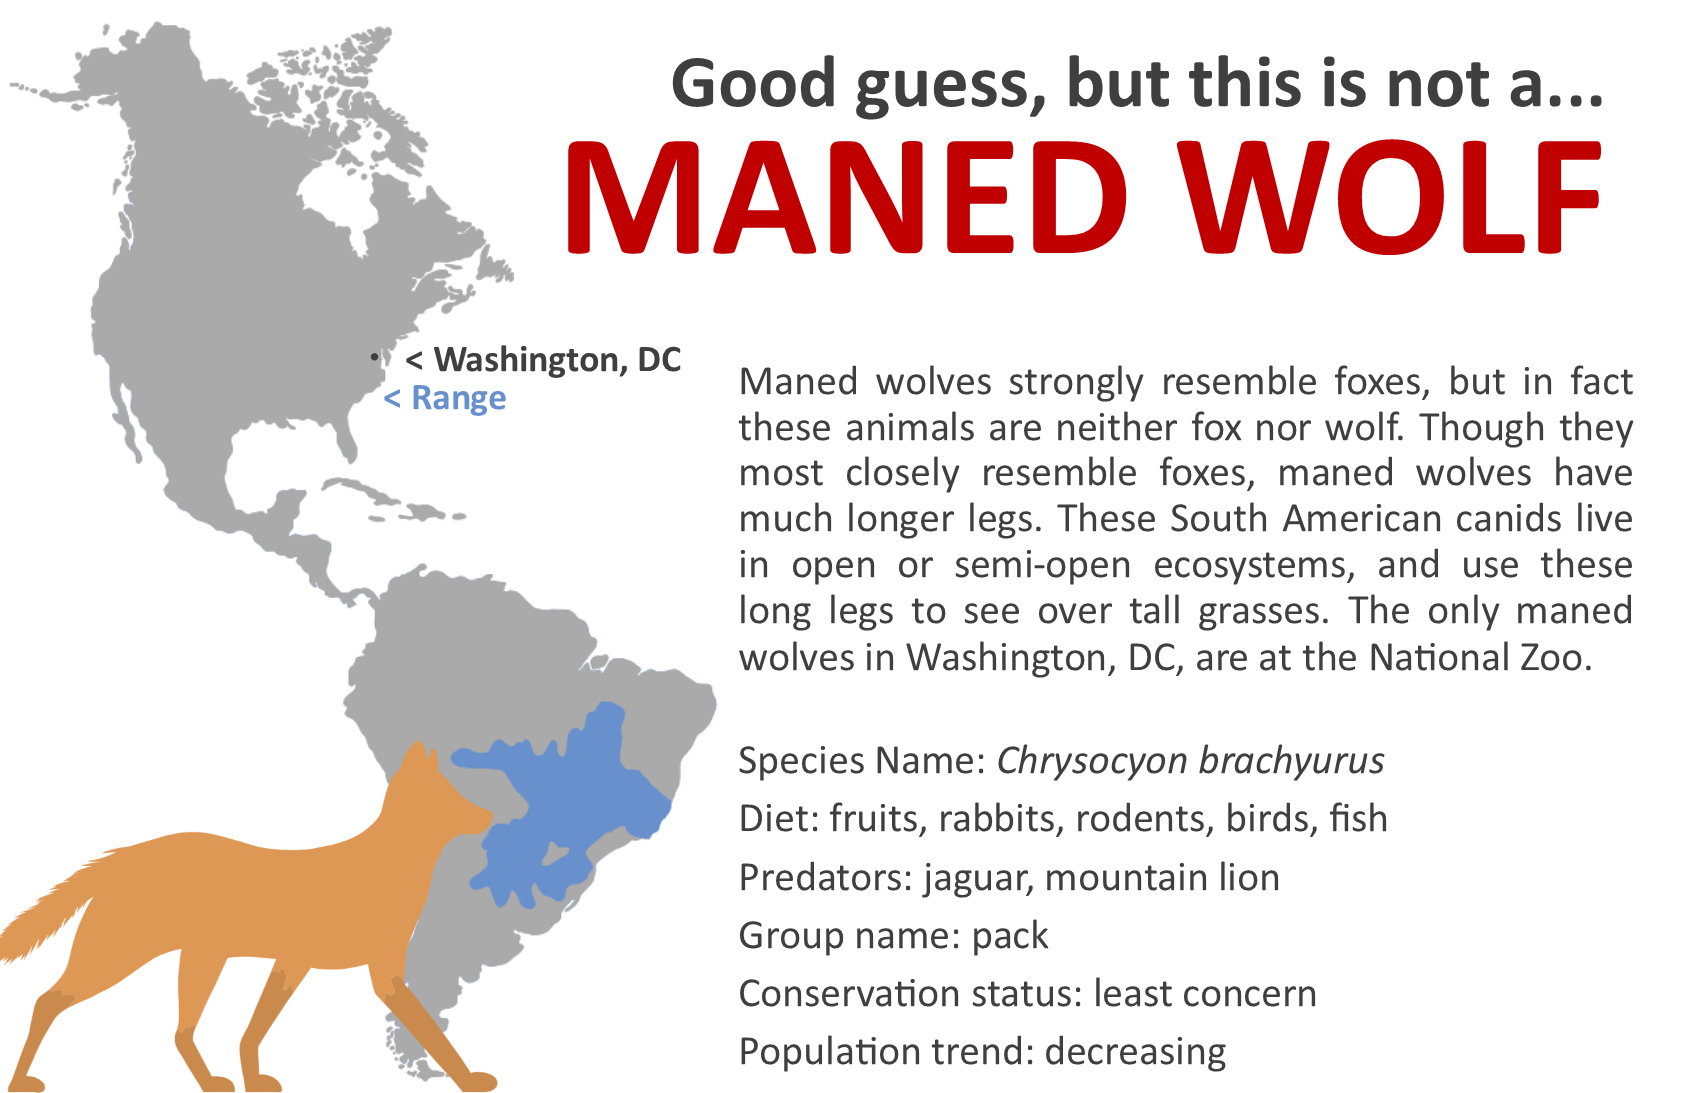 Good guess, but this is not a...
MANED WOLF
< Washington, DC
< Range
Maned wolves strongly resemble foxes, but in fact
these animals are neither fox nor wolf. Though they
most closely resemble foxes, maned wolves have
much longer legs. These South American canids live
in open or semi-open ecosystems, and use these
long legs to see over tall grasses. The only maned
wolves in Washington, DC, are at the National Zoo.
Species Name: Chrysocyon brachyurus
Diet: fruits, rabbits, rodents, birds, fish
Predators: jaguar, mountain lion
Group name: pack
Conservation status: least concern
Population trend: decreasing